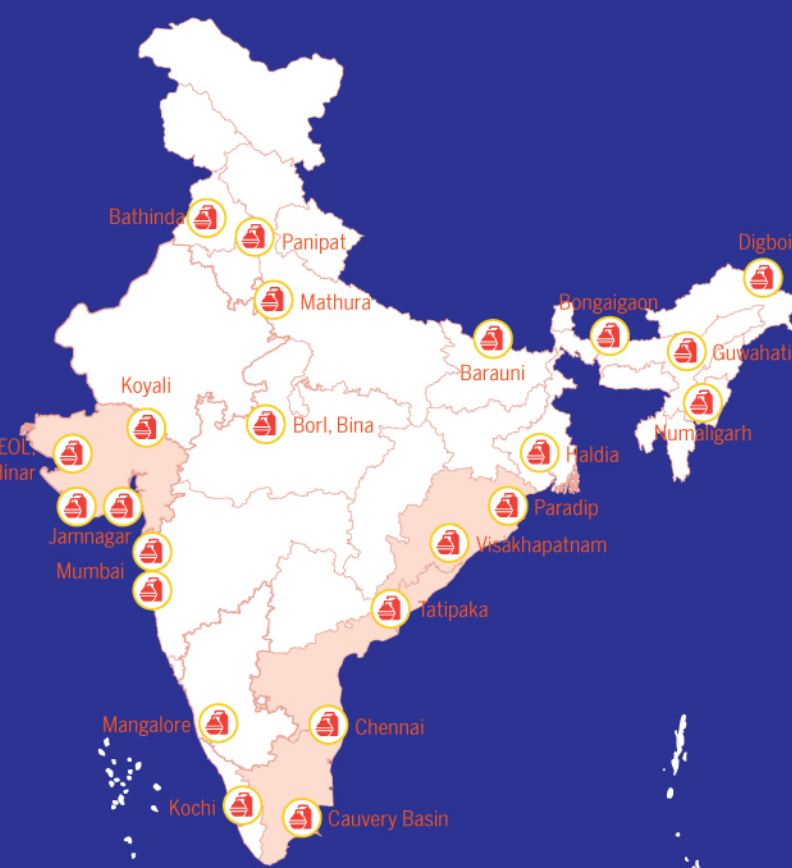 Bathinda
Panipat
Digboi
Mathura
Bongaigaon
Guwahati
Barauni
Koyali
Borl, Bina
Numaligarh
EOL,
Haldia
Paradip
Jamnagar
Visakhapatnam
Mumbai
Tatipaka
Mangalore
Chennai
Kochi
Cauvery Basin